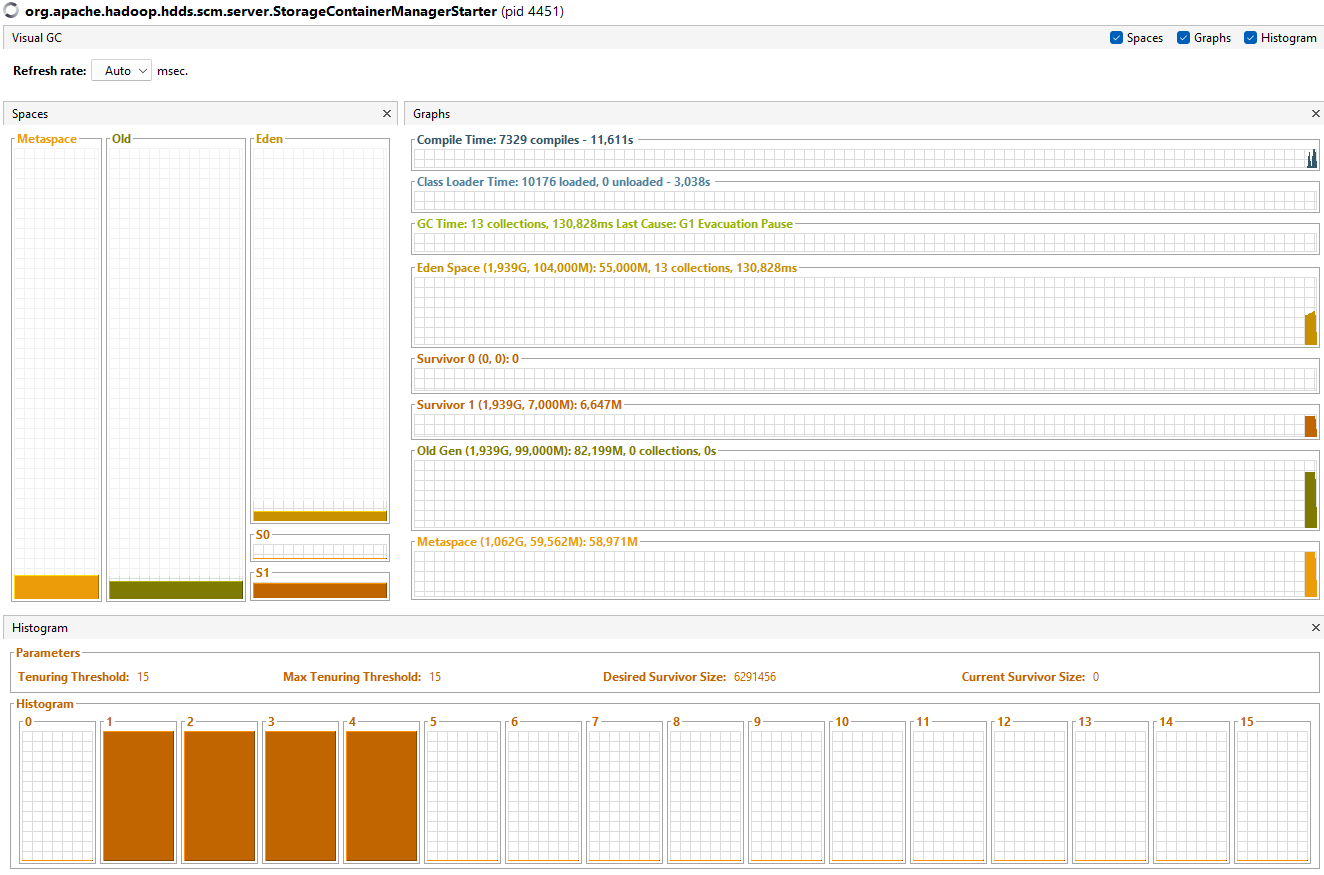 org.apache.hadoop.hdds.scm.server.StorageContainerManagerStarter (pid 4451)
Visual GC
Spaces Graphs Histogram
Refresh rate: Auto msec.
Spaces
Metaspace
Old
Eden
S0
S1
Graphs
Compile Time: 7329 compiles - 11,611s
Class Loader Time: 10176 loaded, 0 unloaded - 3,038s
GC Time: 13 collections, 130,828ms Last Cause: G1 Evacuation Pause
Eden Space (1,939G, 104,000M): 55,000M, 13 collections, 130,828ms
Survivor 0 (0, 0): 0
Survivor 1 (1,939G, 7,000M): 6,647M
Old Gen (1,939G, 99,000M): 82,199M, 0 collections, 0s
Metaspace (1,062G, 59,562M): 58,971M
Histogram
Parameters
Tenuring Threshold: 15 Max Tenuring Threshold: 15 Desired Survivor Size: 6291456 Current Survivor Size: 0
Histogram
0 1 2 3 4 5 6 7 8 9 10 11 12 13 14 15